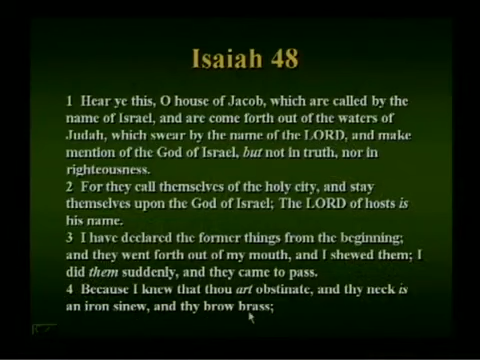 Isaiah 48
1 Hear ye this, O house of Jacob, which are called by the
name of Israel, and are come forth out of the waters of
Judah, which swear by the name of the LORD, and make
mention of the God of Israel, but not in truth, nor in
righteousness.
2 For they call themselves of the holy city, and stay
themselves upon the God of Israel; The LORD of hosts is
his name.
3 I have declared the former things from the beginning;
and they went forth out of my mouth, and I shewed them; I
did them suddenly, and they came to pass.
4 Because I knew that thou art obstinate, and thy neck is
an iron sinew, and thy brow brass;